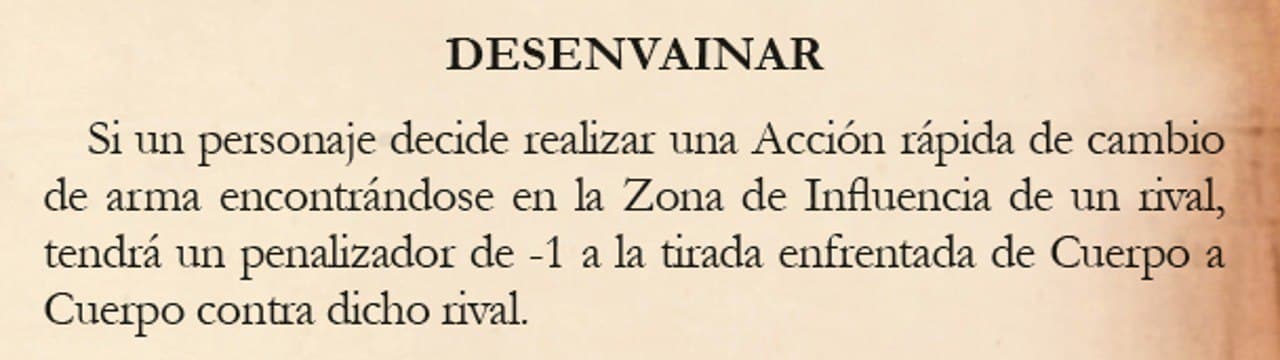 DESENVAINAR
Si un personaje decide realizar una Acción rápida de cambio
de arma encontrándose en la Zona de Influencia de un rival,
tendrá un penalizador de -1 a la tirada enfrentada de Cuerpo a
Cuerpo contra dicho rival.